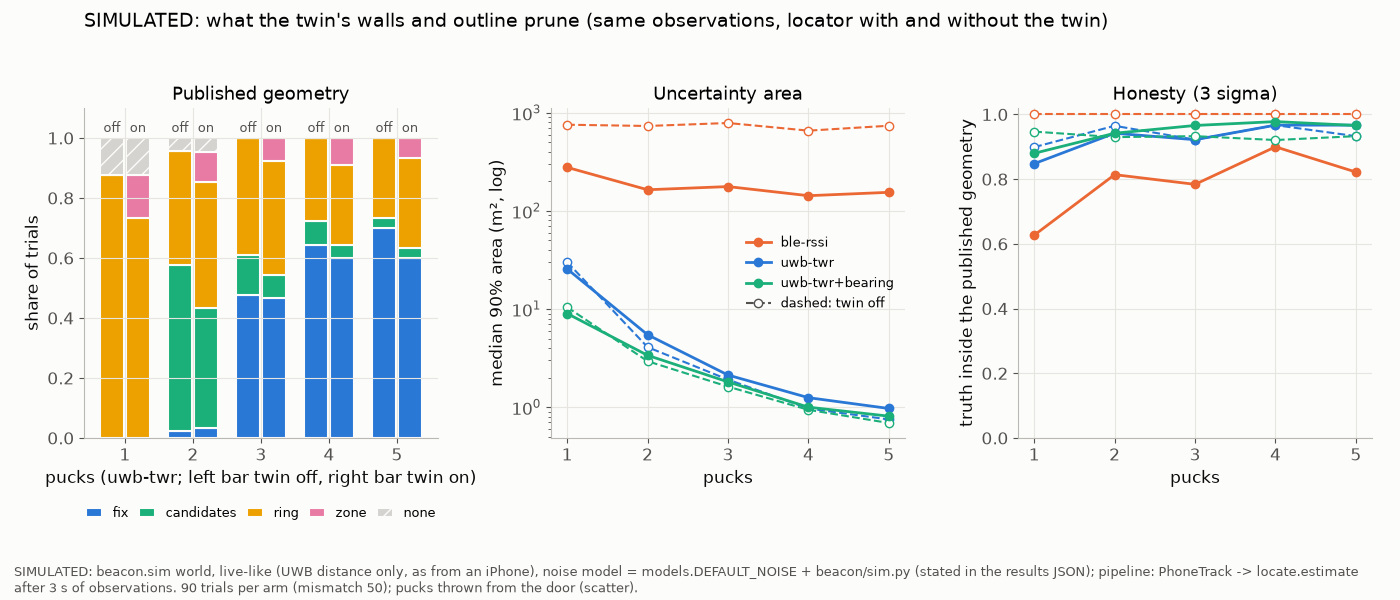 SIMULATED: what the twin's walls and outline prune (same observations, locator with and without the twin)
Published geometry
off on off on off on off on off on
1.0
0.8
0.6
0.4
0.2
0.0
share of trials
1 2 3 4 5
pucks (uwb-twr; left bar twin off, right bar twin on)
fix candidates ring zone none
Uncertainty area
10³
10²
10¹
10⁰
median 90% area (m², log)
ble-rssi
uwb-twr
uwb-twr+bearing
dashed: twin off
1 2 3 4 5
pucks
Honesty (3 sigma)
1.0
0.8
0.6
0.4
0.2
0.0
truth inside the published geometry
1 2 3 4 5
pucks
SIMULATED: beacon.sim world, live-like (UWB distance only, as from an iPhone), noise model = models.DEFAULT_NOISE + beacon/sim.py (stated in the results JSON); pipeline: PhoneTrack -> locate.estimate
after 3 s of observations. 90 trials per arm (mismatch 50); pucks thrown from the door (scatter).